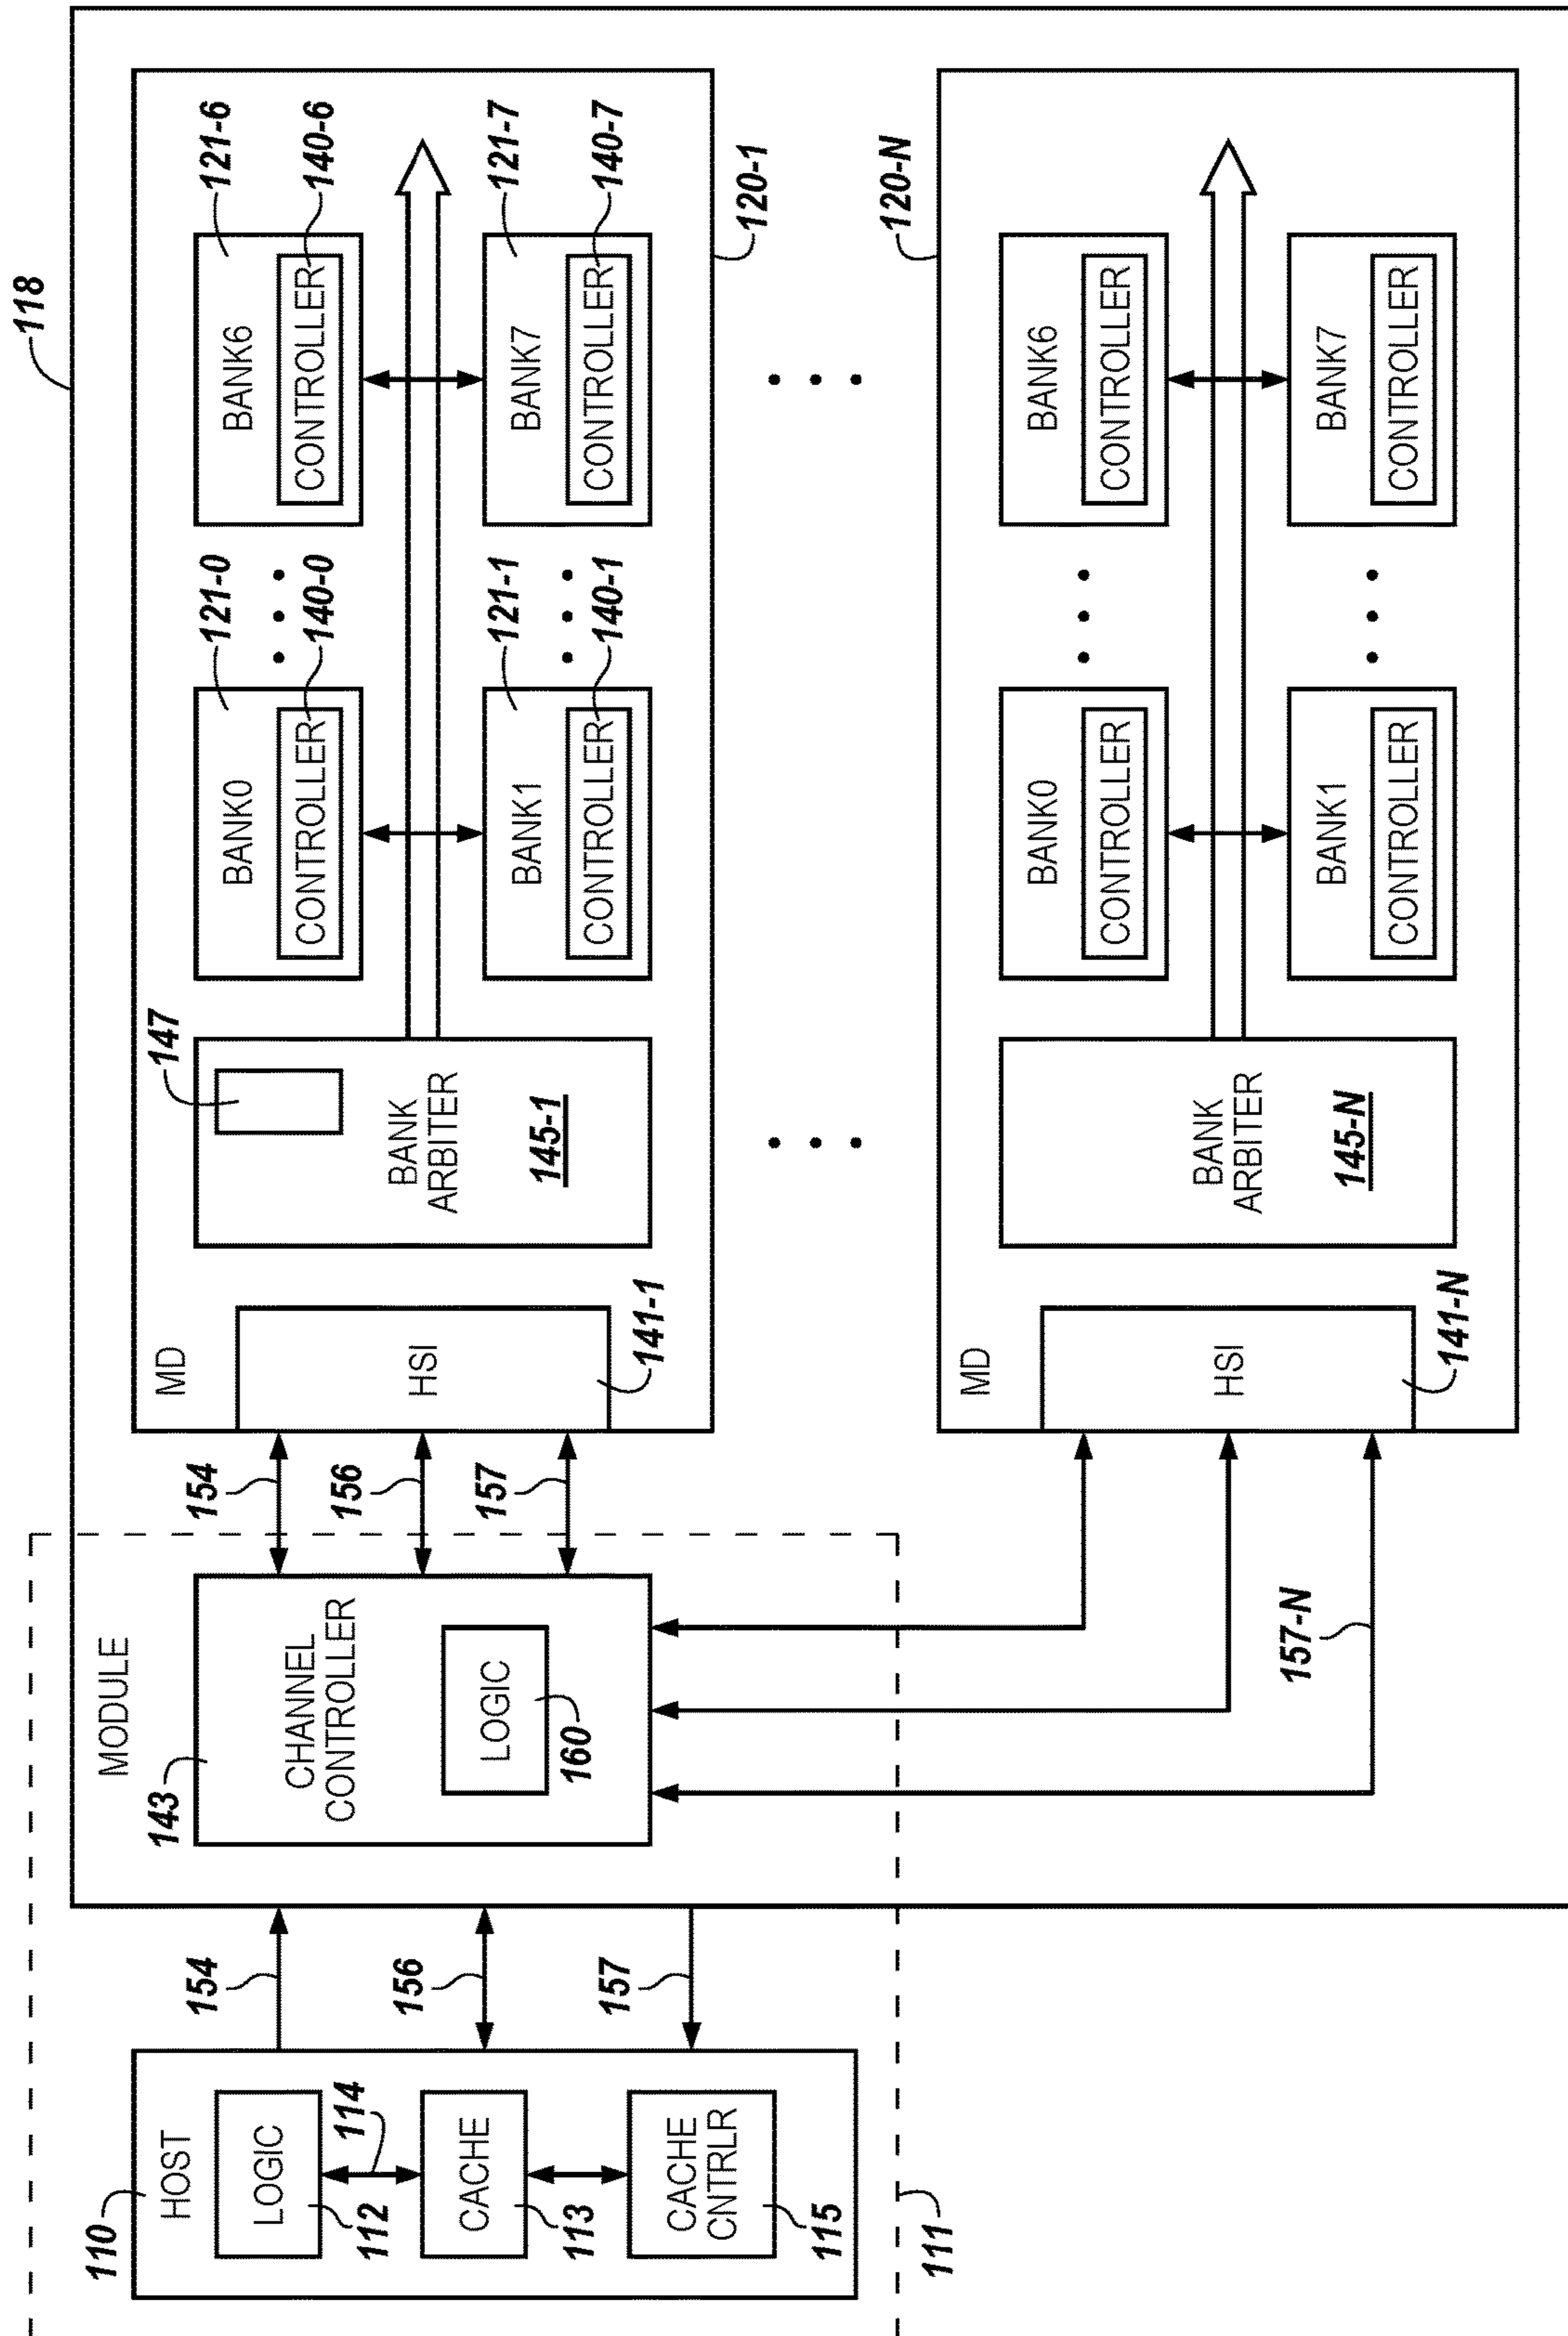 118
110
HOST
LOGIC
112
114
CACHE
113
CACHE
CNTRLR
115
111
154
156
157
MODULE
143
CHANNEL
CONTROLLER
LOGIC
160
154
156
157
157-N
MD
HSI
141-1
147
BANK
ARBITER
145-1
BANK0
CONTROLLER
121-0
140-0
BANK6
CONTROLLER
121-6
140-6
BANK1
CONTROLLER
121-1
140-1
BANK7
CONTROLLER
121-7
140-7
120-1
120-N
MD
HSI
141-N
BANK
ARBITER
145-N
BANK0
CONTROLLER
BANK6
CONTROLLER
BANK1
CONTROLLER
BANK7
CONTROLLER